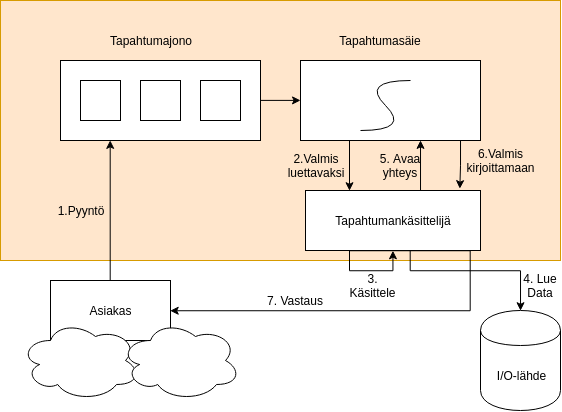 Tapahtumajono
Tapahtumasäie
2.Valmis
luettavaksi
5. Avaa
yhteys
6.Valmis
kirjoittamaan
1.Pyyntö
Tapahtumankäsittelijä
3.
Käsittele
4. Lue
Data
7. Vastaus
Asiakas
I/O-lähde